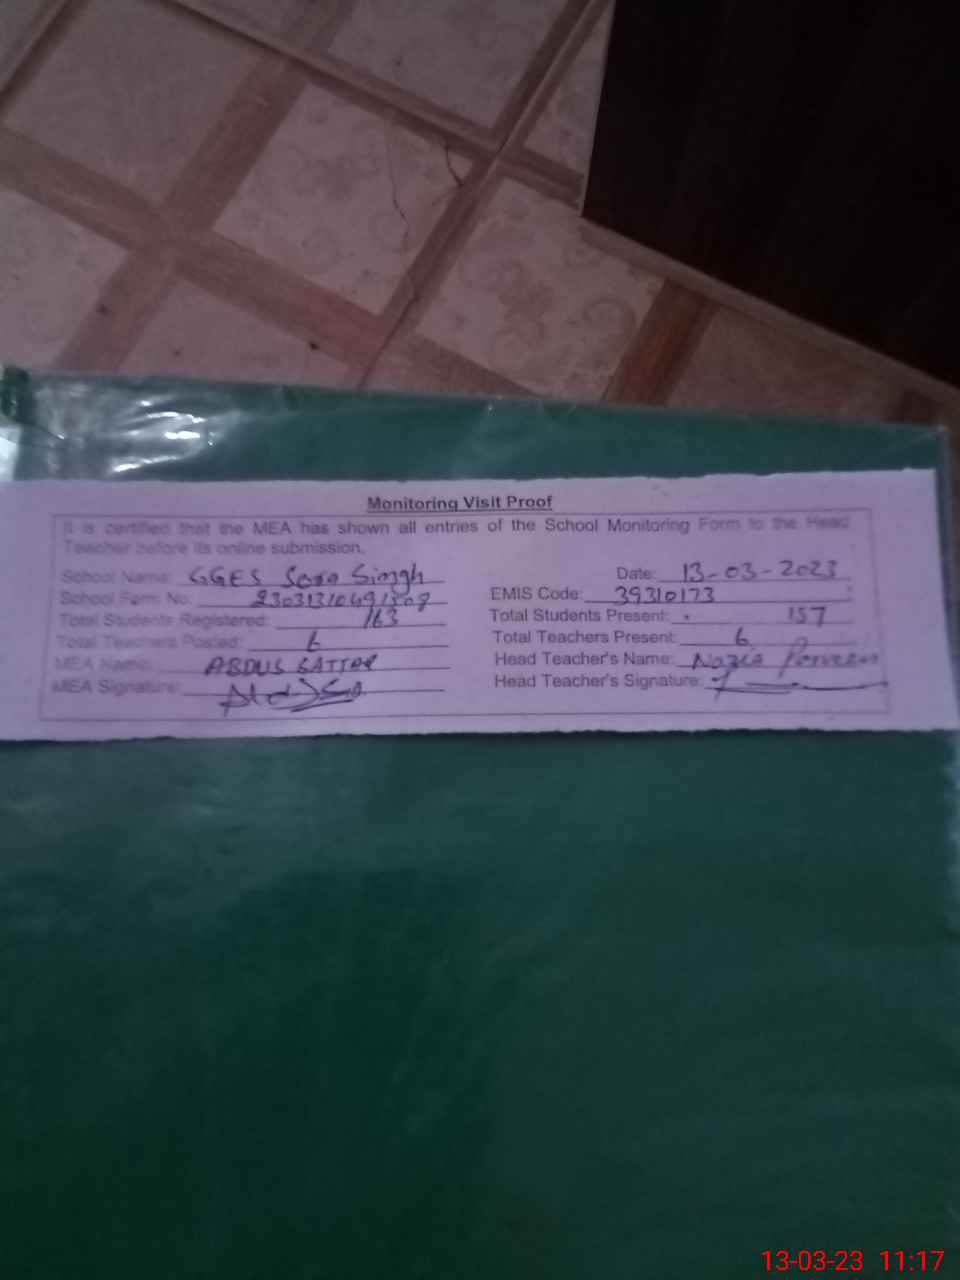 Monitoring Visit Proof
It is certified that the MEA has shown all entries of the School Monitoring Form to the Head
Teacher before its online submission.
School Name: GGES Singh Date: 13-03-2023
School Form No: EMIS Code: 39310173
Total Students Registered: 163 Total Students Present: 157
Total Teachers Posted: 6 Total Teachers Present: 6
MEA Name: ABDUS SATTAR Head Teacher's Name: Nazia Parveen
MEA Signature: Head Teacher's Signature:
13-03-23 11:17